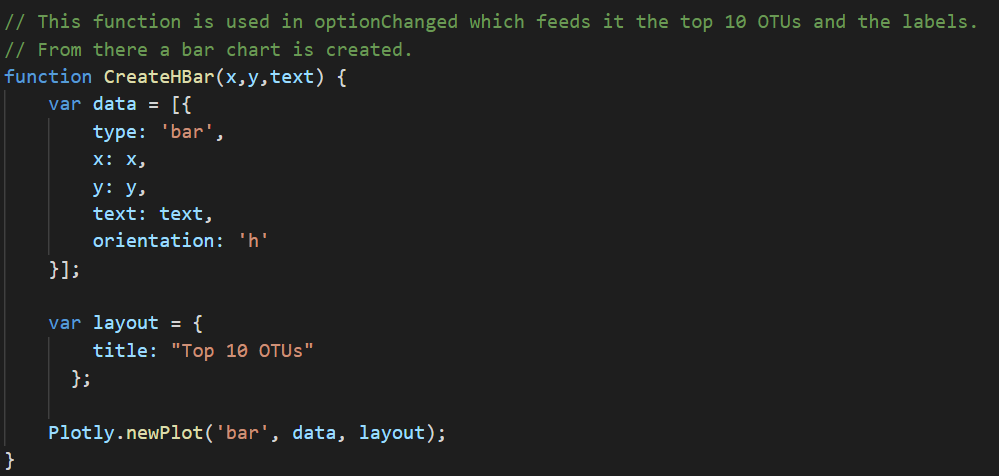 // This function is used in optionChanged which feeds it the top 10 OTUs and the labels.
// From there a bar chart is created.
function CreateHBar(x,y,text) {
    var data = [{
        type: 'bar',
        x: x,
        y: y,
        text: text,
        orientation: 'h'
    }];

    var layout = {
        title: "Top 10 OTUs"
      };

    Plotly.newPlot('bar', data, layout);
}